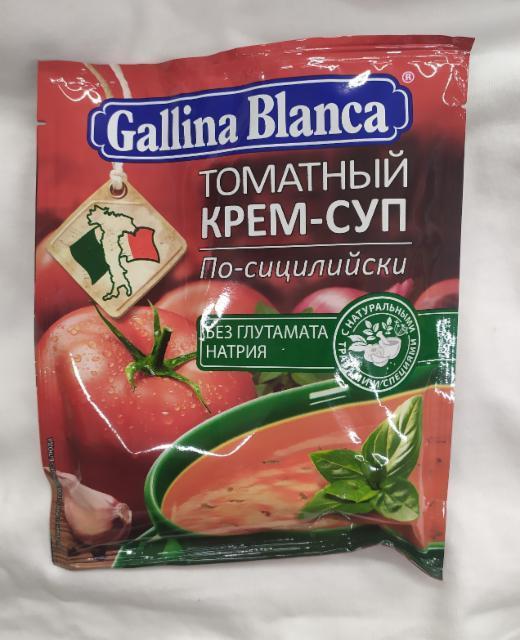 Gallina Blanca®
ТОМАТНЫЙ
КРЕМ-СУП
По-сицилийски
БЕЗ ГЛУТАМАТА
НАТРИЯ
С НАТУРАЛЬНЫМИ
ТРАВАМИ И СПЕЦИЯМИ